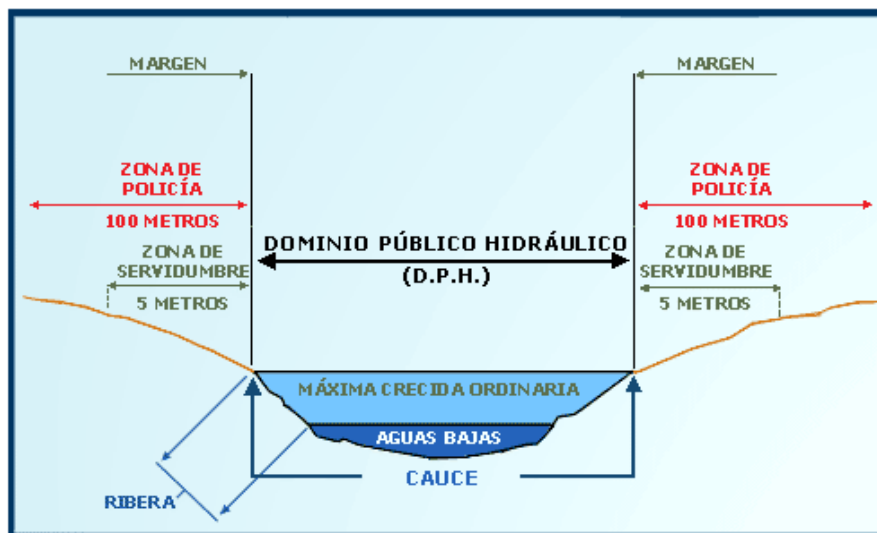 MARGEN
MARGEN
ZONA DE
POLICÍA
100 METROS
ZONA DE
POLICÍA
100 METROS
DOMINIO PÚBLICO HIDRÁULICO
(D.P.H.)
ZONA DE
SERVIDUMBRE
5 METROS
ZONA DE
SERVIDUMBRE
5 METROS
MÁXIMA CRECIDA ORDINARIA
AGUAS BAJAS
CAUCE
RIBERA